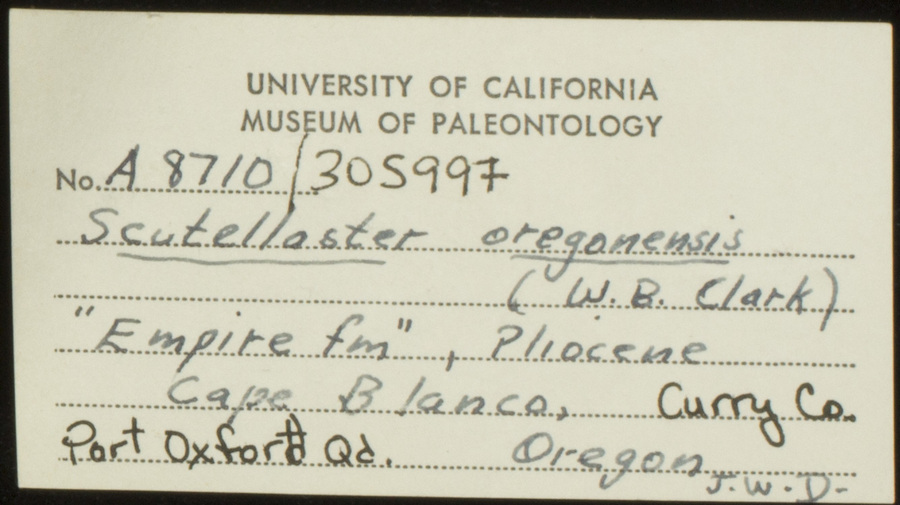 UNIVERSITY OF CALIFORNIA
MUSEUM OF PALEONTOLOGY
No. A 8710/305997
Scutellaster oregonensis
(W. B. Clark)
"Empire fm", Pliocene
Cape Blanco, Curry Co.
Port Oxford Qd. Oregon
J.W.D-